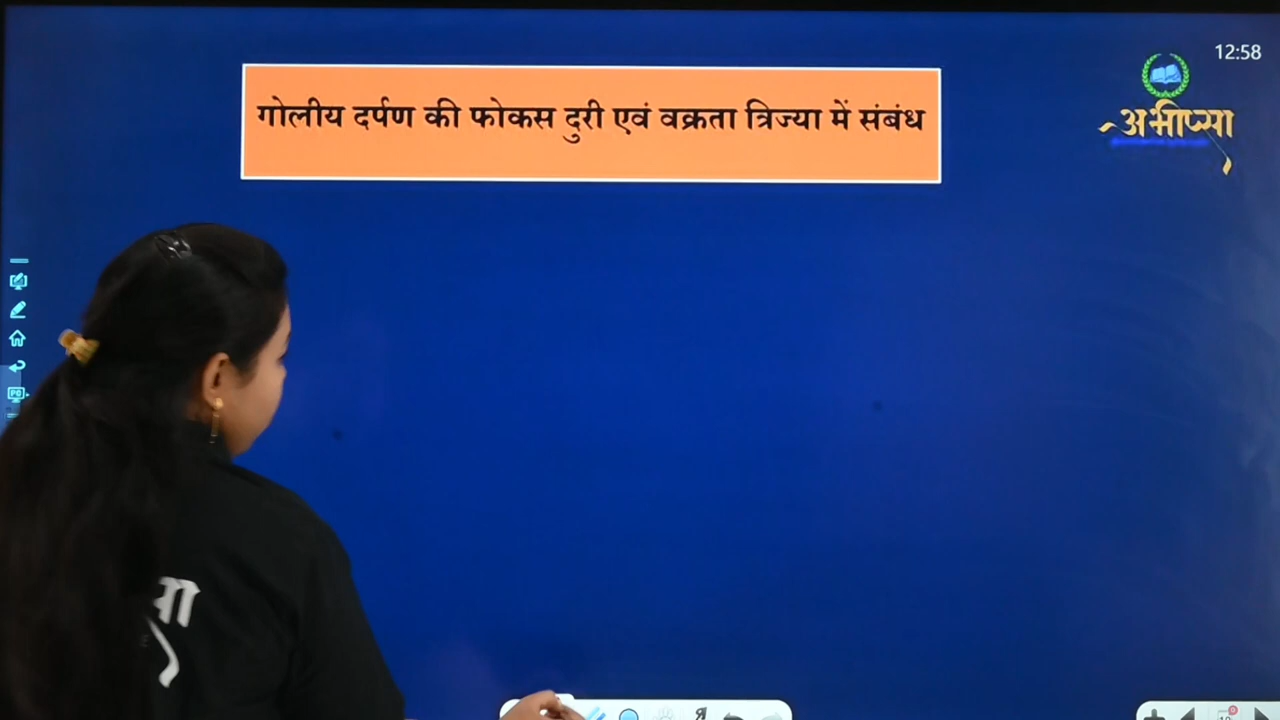 12:58
गोलीय दर्पण की फोकस दुरी एवं वक्रता त्रिज्या में संबंध
अभीप्सा